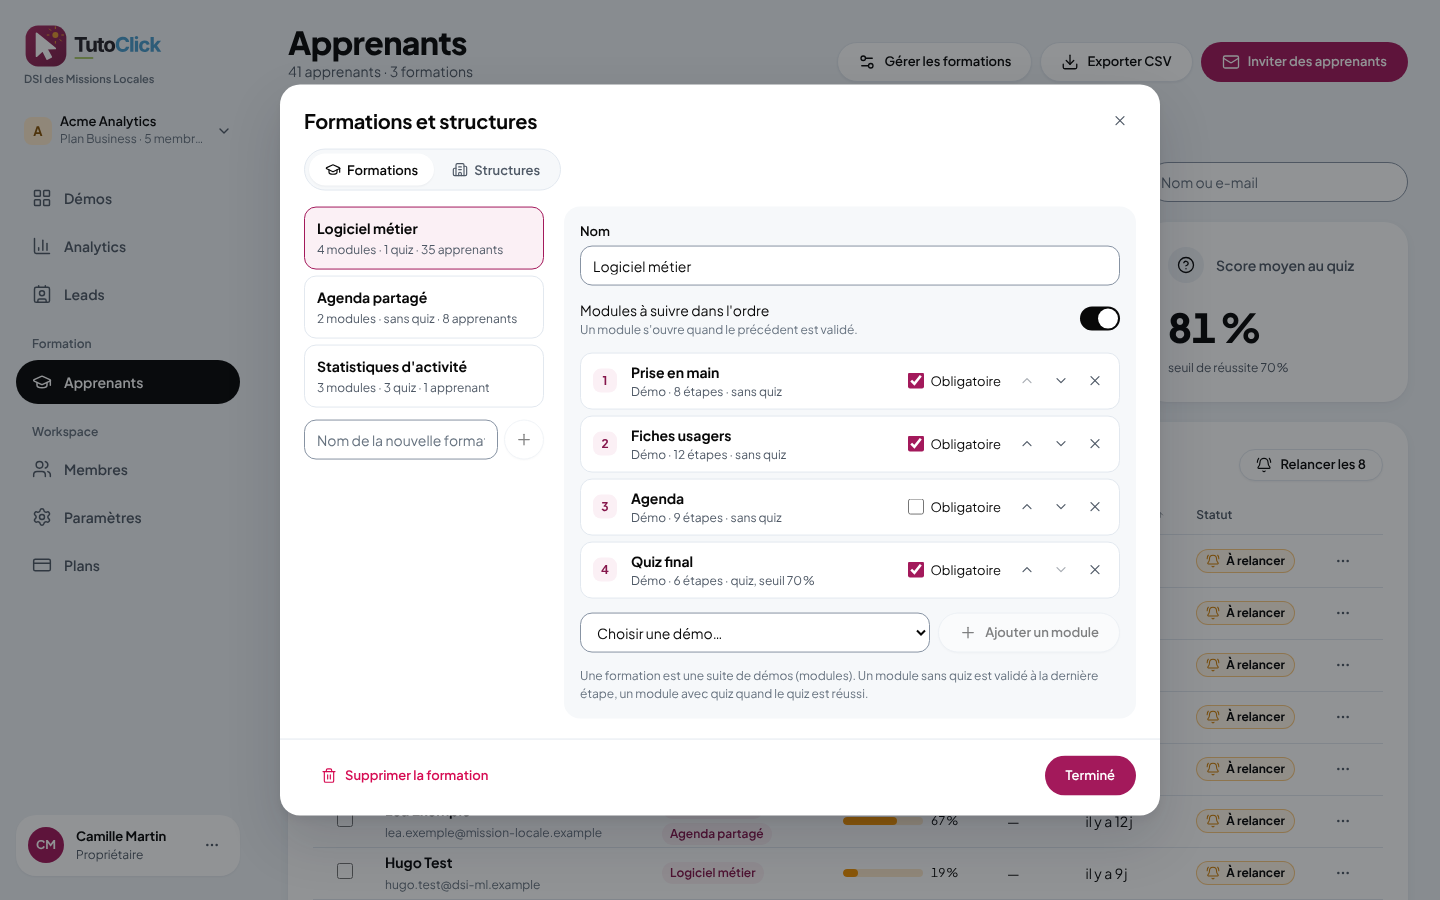 TutoClick
DSI des Missions Locales
A
Acme Analytics
Plan Business · 5 membr...
Démos
Analytics
Leads
Formation
Apprenants
Workspace
Membres
Paramètres
Plans
CM
Camille Martin
Propriétaire
Apprenants
41 apprenants · 3 formations
Gérer les formations
Exporter CSV
Inviter des apprenants
Nom ou e-mail
Score moyen au quiz
81 %
seuil de réussite 70 %
Relancer les 8
Statut
À relancer
À relancer
À relancer
À relancer
À relancer
Formations et structures
Formations
Structures
Logiciel métier
4 modules · 1 quiz · 35 apprenants
Agenda partagé
2 modules · sans quiz · 8 apprenants
Statistiques d'activité
3 modules · 3 quiz · 1 apprenant
Nom de la nouvelle format
Nom
Logiciel métier
Modules à suivre dans l'ordre
Un module s'ouvre quand le précédent est validé.
1
Prise en main
Démo · 8 étapes · sans quiz
Obligatoire
2
Fiches usagers
Démo · 12 étapes · sans quiz
Obligatoire
3
Agenda
Démo · 9 étapes · sans quiz
Obligatoire
4
Quiz final
Démo · 6 étapes · quiz, seuil 70 %
Obligatoire
Choisir une démo...
Ajouter un module
Une formation est une suite de démos (modules). Un module sans quiz est validé à la dernière
étape, un module avec quiz quand le quiz est réussi.
Supprimer la formation
Terminé
lea.exemple@mission-locale.example
Agenda partagé
67 %
—
il y a 12 j
À relancer
Hugo Test
hugo.test@dsi-ml.example
Logiciel métier
19 %
—
il y a 9 j
À relancer